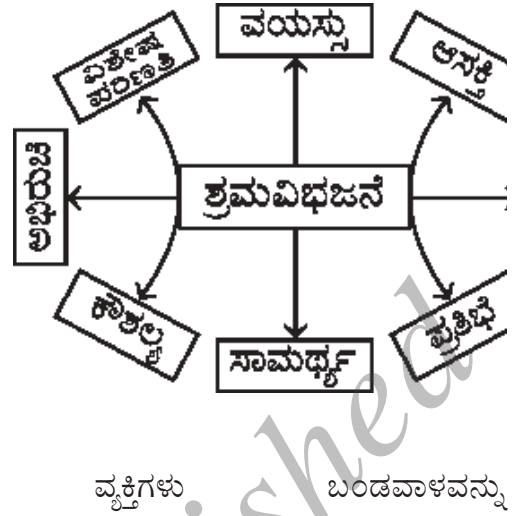 ವಯಸ್ಸು
ವಿಶೇಷ
ಪರಿಣತಿ
ಆಸಕ್ತಿ
ಅಭಿರುಚಿ
ಶ್ರಮವಿಭಜನೆ
ಕೌಶಲ್ಯ
ಪ್ರತಿಭೆ
ಸಾಮರ್ಥ್ಯ
ವ್ಯಕ್ತಿಗಳು ಬಂಡವಾಳವನ್ನು